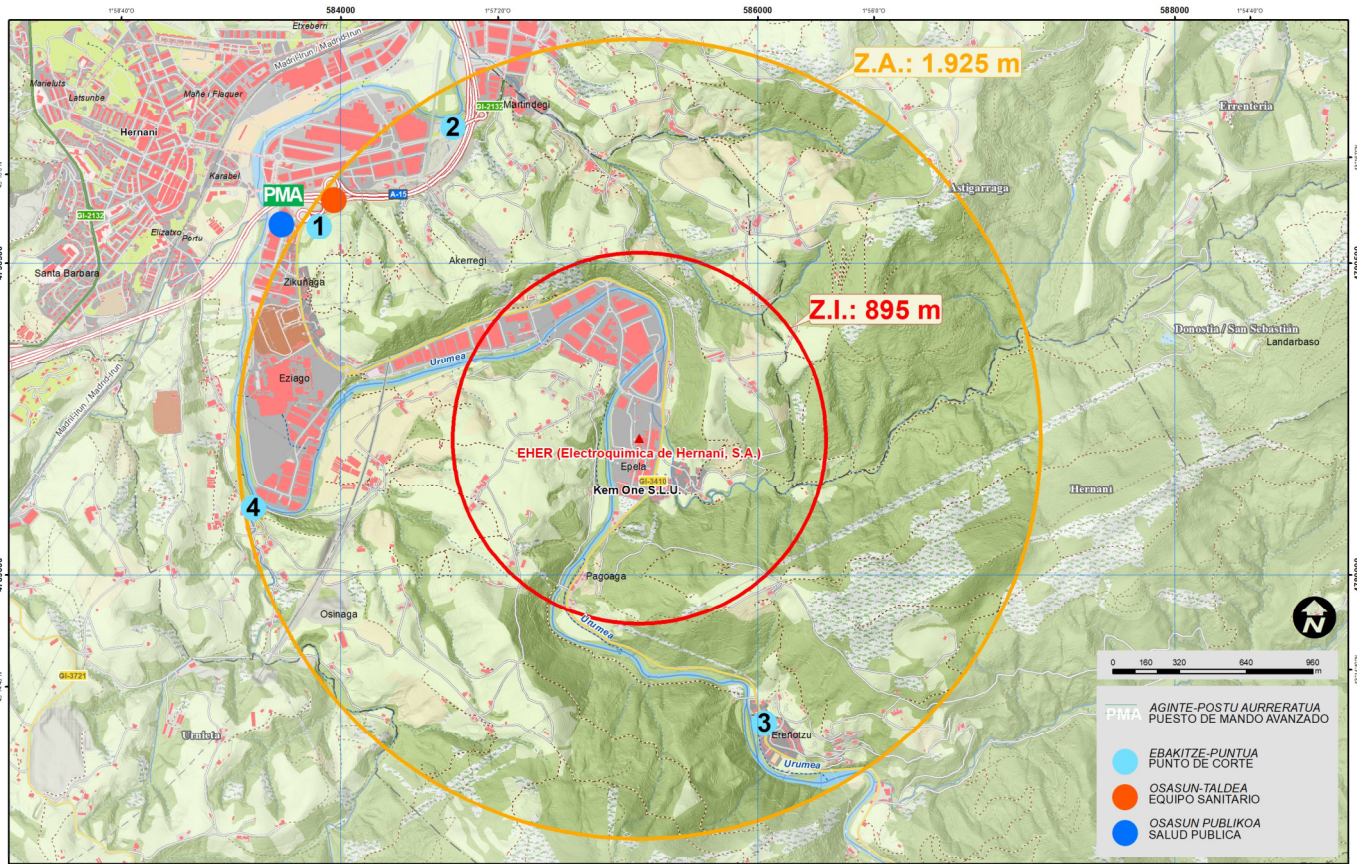 1°58'40"O
584000
1°57'20"O
586000
1°56'0"O
588000
1°54'40"O
Etxeberri
Madril-Irun / Madrid-Irun
Z.A.: 1.925 m
Marieluts
Latsunbe
Mañe i Flaquer
GI-2132
Martindegi
Errenteria
Hernani
2
Karabel
PMA
A-15
Astigarraga
GI-2132
1
Elizatxo
Portu
Akerregi
Santa Barbara
Zikuñaga
Z.I.: 895 m
Donostia / San Sebastián
Landarbaso
Urumea
Eziago
Madril-Irun / Madrid-Irun
EHER (Electroquimica de Hernani, S.A.)
Epela
GI-3410
Kem One S.L.U.
Hernani
4
Pagoaga
Osinaga
Urumea
GI-3721
Urnieta
3
Ereñotzu
Urumea
N
0 160 320 640 960
m
PMA
AGINTE-POSTU AURRERATUA
PUESTO DE MANDO AVANZADO
EBAKITZE-PUNTUA
PUNTO DE CORTE
OSASUN-TALDEA
EQUIPO SANITARIO
OSASUN PUBLIKOA
SALUD PUBLICA